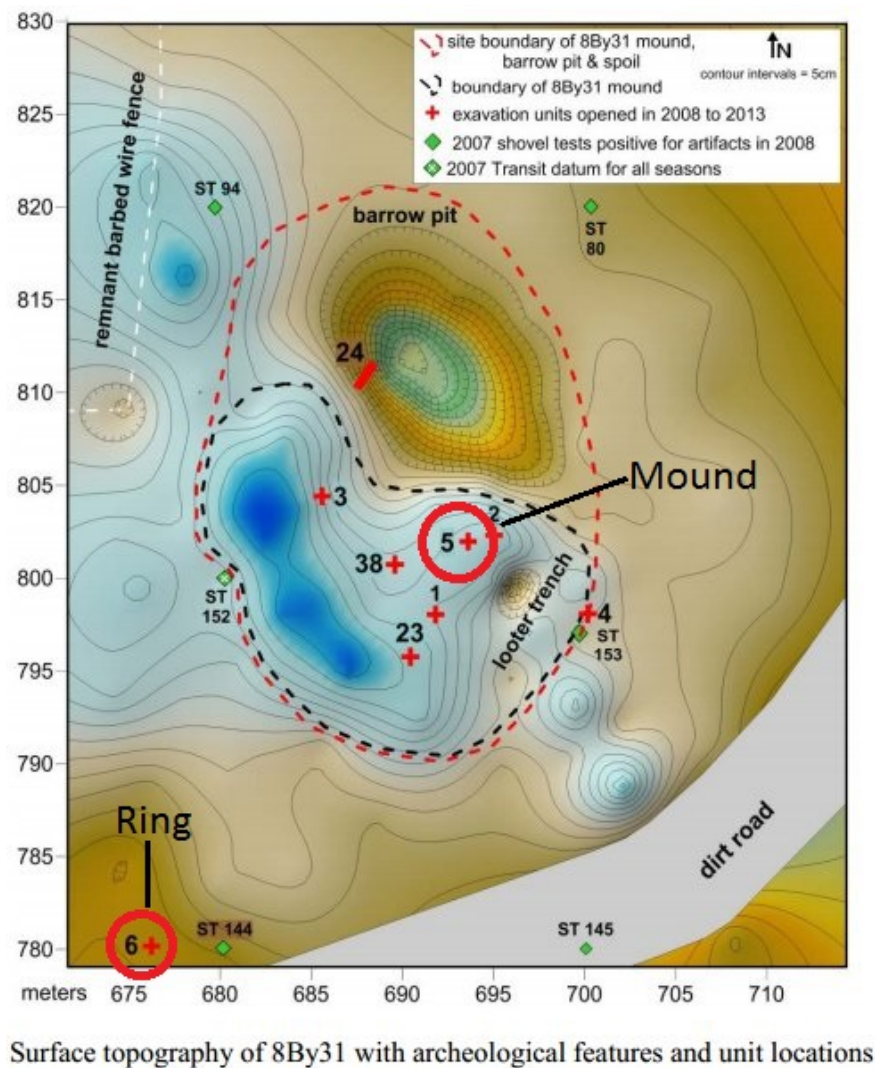 830
825
820
815
810
805
800
795
790
785
780
site boundary of 8By31 mound,
barrow pit & spoil
N
contour intervals = 5cm
boundary of 8By31 mound
exavation units opened in 2008 to 2013
2007 shovel tests positive for artifacts in 2008
2007 Transit datum for all seasons
remnant barbed wire fence
ST 94
barrow pit
ST
80
24
3
Mound
2
5
38
ST
152
1
looter trench
4
ST
153
23
Ring
dirt road
6
ST 144
ST 145
meters 675 680 685 690 695 700 705 710
Surface topography of 8By31 with archeological features and unit locations